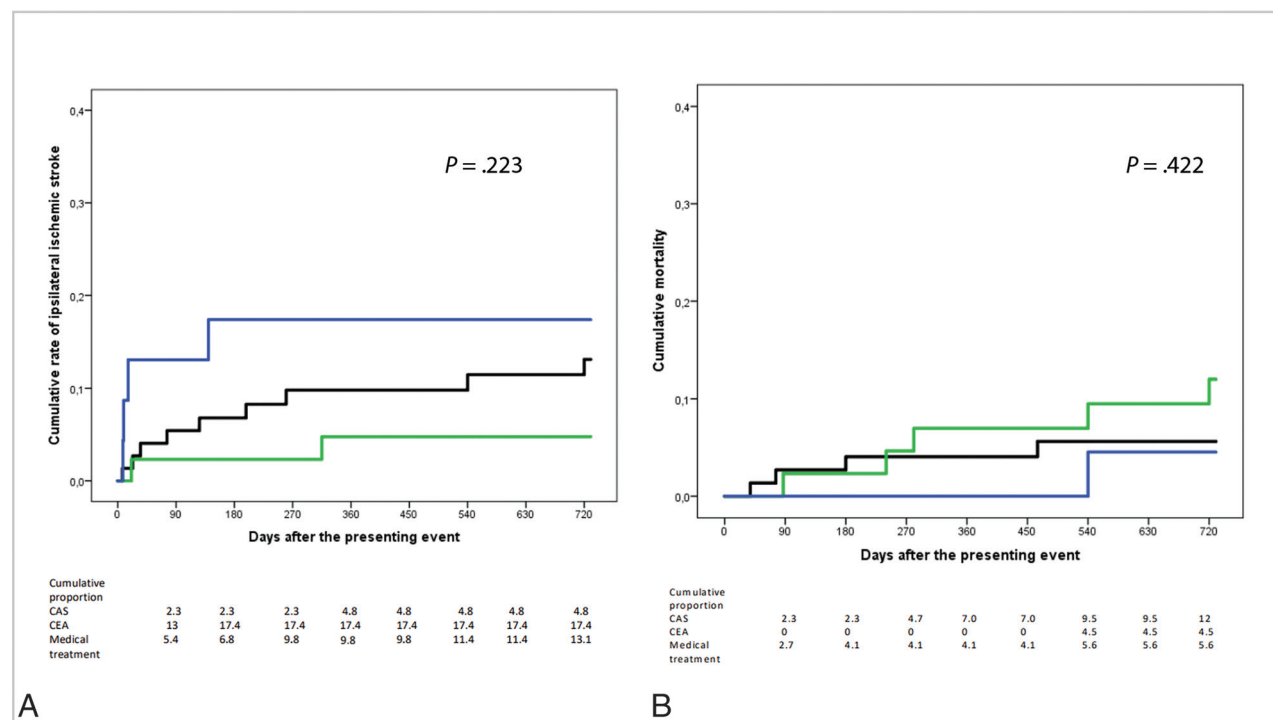 0,4
0,3
0,2
0,1
0,0
Cumulative rate of ipsilateral ischemic stroke
P = .223
0 90 180 270 360 450 540 630 720
Days after the presenting event
Cumulative
proportion
CAS 2.3 2.3 2.3 4.8 4.8 4.8 4.8 4.8
CEA 13 17.4 17.4 17.4 17.4 17.4 17.4 17.4
Medical 5.4 6.8 9.8 9.8 9.8 11.4 11.4 13.1
treatment
A
0,4
0,3
0,2
0,1
0,0
Cumulative mortality
P = .422
0 90 180 270 360 450 540 630 720
Days after the presenting event
Cumulative
proportion
CAS 2.3 2.3 4.7 7.0 7.0 9.5 9.5 12
CEA 0 0 0 0 0 4.5 4.5 4.5
Medical 2.7 4.1 4.1 4.1 4.1 5.6 5.6 5.6
treatment
B